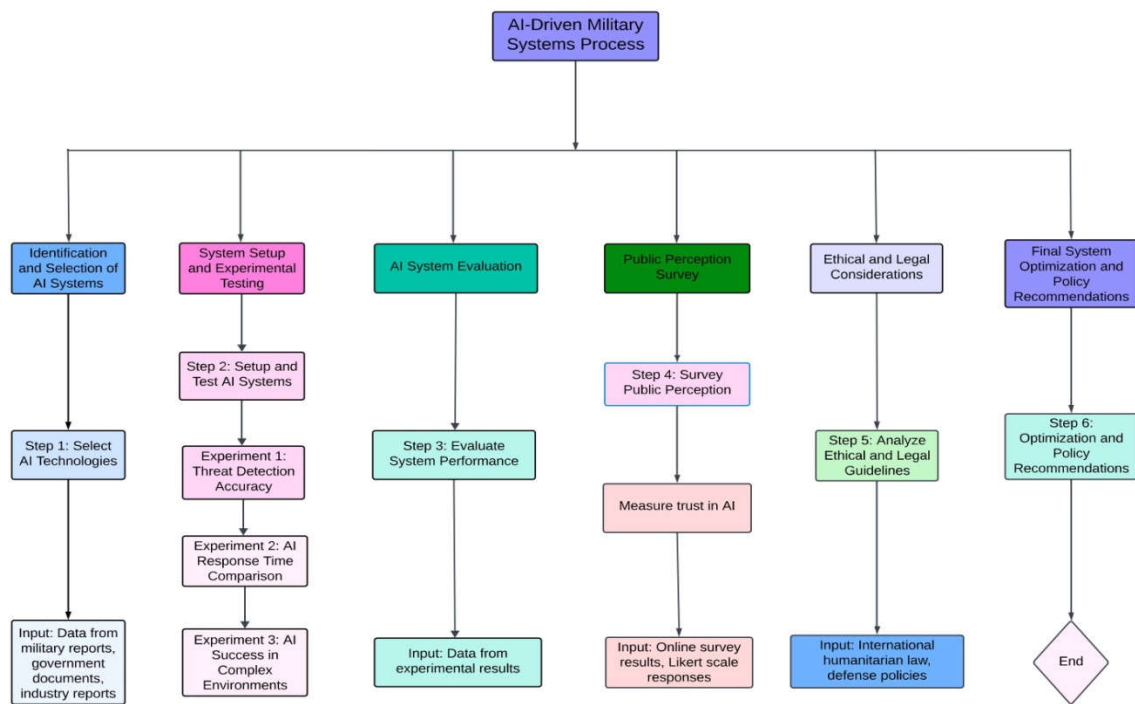 AI-Driven Military
Systems Process
Identification
and Selection of
AI Systems
System Setup
and Experimental
Testing
AI System Evaluation
Public Perception
Survey
Ethical and Legal
Considerations
Final System
Optimization and
Policy
Recommendations
Step 2: Setup and
Test AI Systems
Step 4: Survey
Public Perception
Step 1: Select
AI Technologies
Experiment 1:
Threat Detection
Accuracy
Step 3: Evaluate
System Performance
Step 5: Analyze
Ethical and Legal
Guidelines
Step 6:
Optimization and
Policy
Recommendations
Measure trust in AI
Experiment 2: AI
Response Time
Comparison
Input: Data from
military reports,
government
documents,
industry reports
Experiment 3: AI
Success in
Complex
Environments
Input: Data from
experimental results
Input: Online survey
results, Likert scale
responses
Input: International
humanitarian law,
defense policies
End